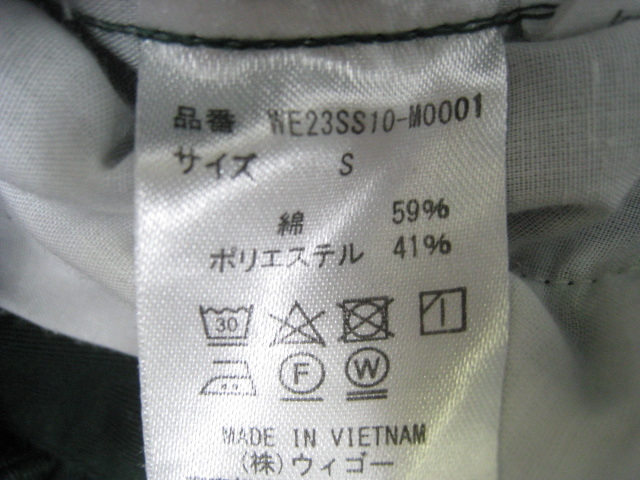 品番 WE23SS10-M0001
サイズ S
綿 59%
ポリエステル 41%
30
F W
MADE IN VIETNAM
(株)ウィゴー